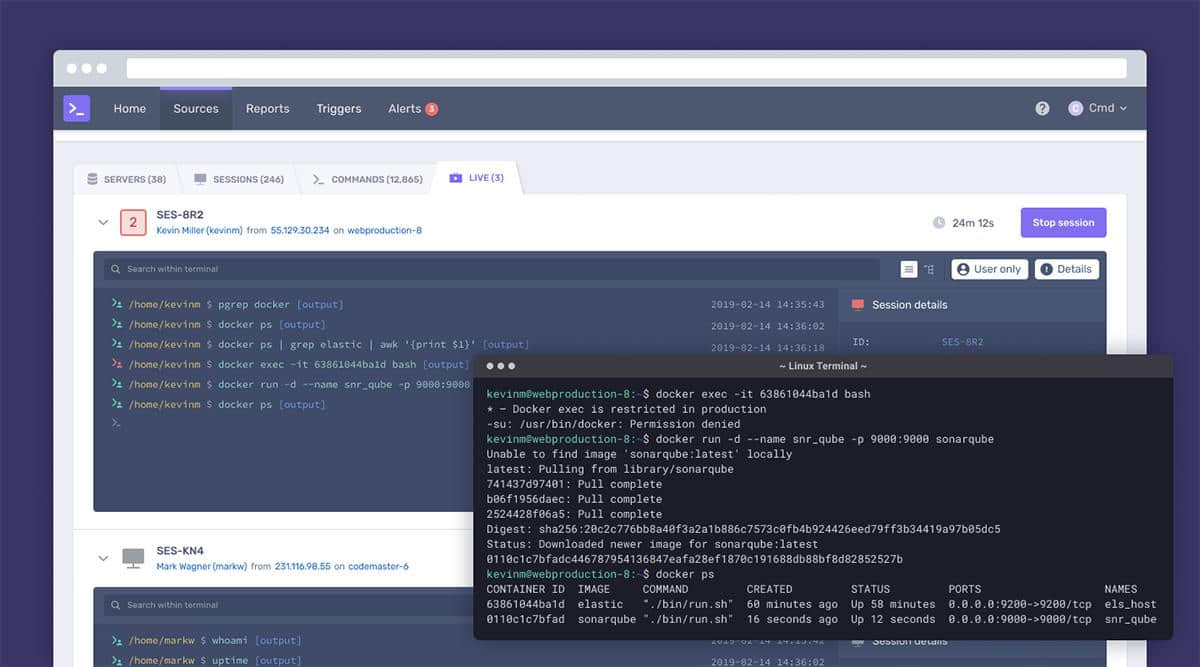 >_ Home Sources Reports Triggers Alerts 3 ? C Cmd
SERVERS (38) SESSIONS (246) COMMANDS (12,865) LIVE (3)
2 SES-8R2
Kevin Miller (kevinm) from 55.129.30.234 on webproduction-8
24m 12s Stop session
Search within terminal User only Details
/home/kevinm $ pgrep docker [output] 2019-02-14 14:35:43
/home/kevinm $ docker ps [output] 2019-02-14 14:36:02
/home/kevinm $ docker ps | grep elastic | awk '{print $1}' [output] 2019-02-14 14:36:18
/home/kevinm $ docker exec -it 63861044ba1d bash [output]
/home/kevinm $ docker run -d --name snr_qube -p 9000:9000
/home/kevinm $ docker ps [output]
Session details
ID: SES-8R2
~ Linux Terminal ~
kevinm@webproduction-8:~$ docker exec -it 63861044ba1d bash
* — Docker exec is restricted in production
-su: /usr/bin/docker: Permission denied
kevinm@webproduction-8:~$ docker run -d --name snr_qube -p 9000:9000 sonarqube
Unable to find image 'sonarqube:latest' locally
latest: Pulling from library/sonarqube
741437d97401: Pull complete
b06f1956daec: Pull complete
2524428f06a5: Pull complete
Digest: sha256:20c2c776bb8a40f3a2a1b886c7573c0fb4b924426eed79ff3b34419a97b05dc5
Status: Downloaded newer image for sonarqube:latest
0110c1c7bfadc446787954136847eafa28ef1870c191688db88bf8d82852527b
kevinm@webproduction-8:~$ docker ps
CONTAINER ID IMAGE COMMAND CREATED STATUS PORTS NAMES
63861044ba1d elastic "./bin/run.sh" 60 minutes ago Up 58 minutes 0.0.0.0:9200->9200/tcp els_host
0110c1c7bfad sonarqube "./bin/run.sh" 16 seconds ago Up 12 seconds 0.0.0.0:9000->9000/tcp snr_qube
SES-KN4
Mark Wagner (markw) from 231.116.98.55 on codemaster-6
Search within terminal
/home/markw $ whoami [output] 2019-02-14 14:15:42
/home/markw $ uptime [output] 2019-02-14 14:36:02
Session details